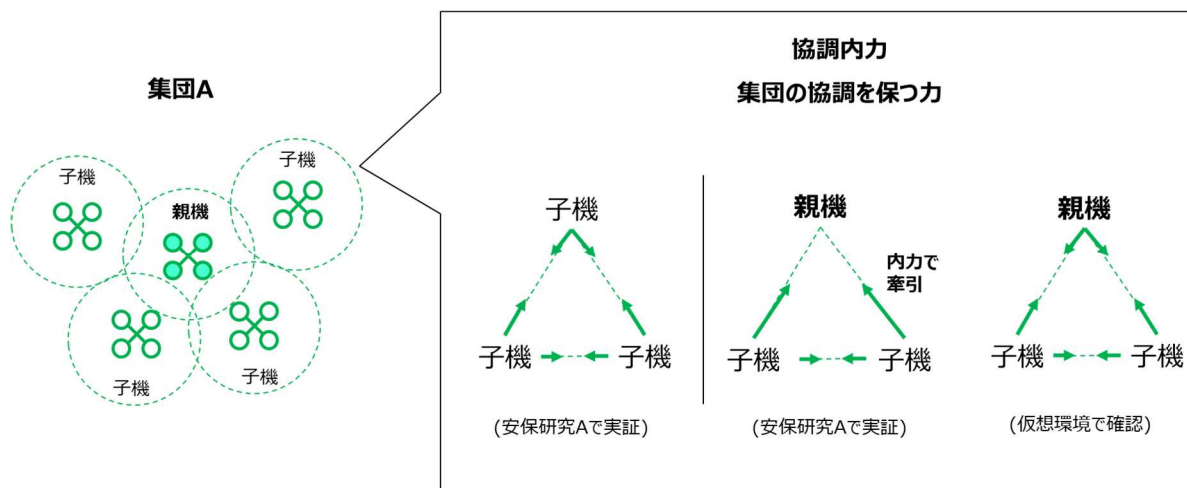 集団A
子機
子機
親機
子機
子機
協調内力
集団の協調を保つ力
子機
子機
子機
(安保研究Aで実証)
親機
内力で
牽引
子機
子機
(安保研究Aで実証)
親機
子機
子機
(仮想環境で確認)